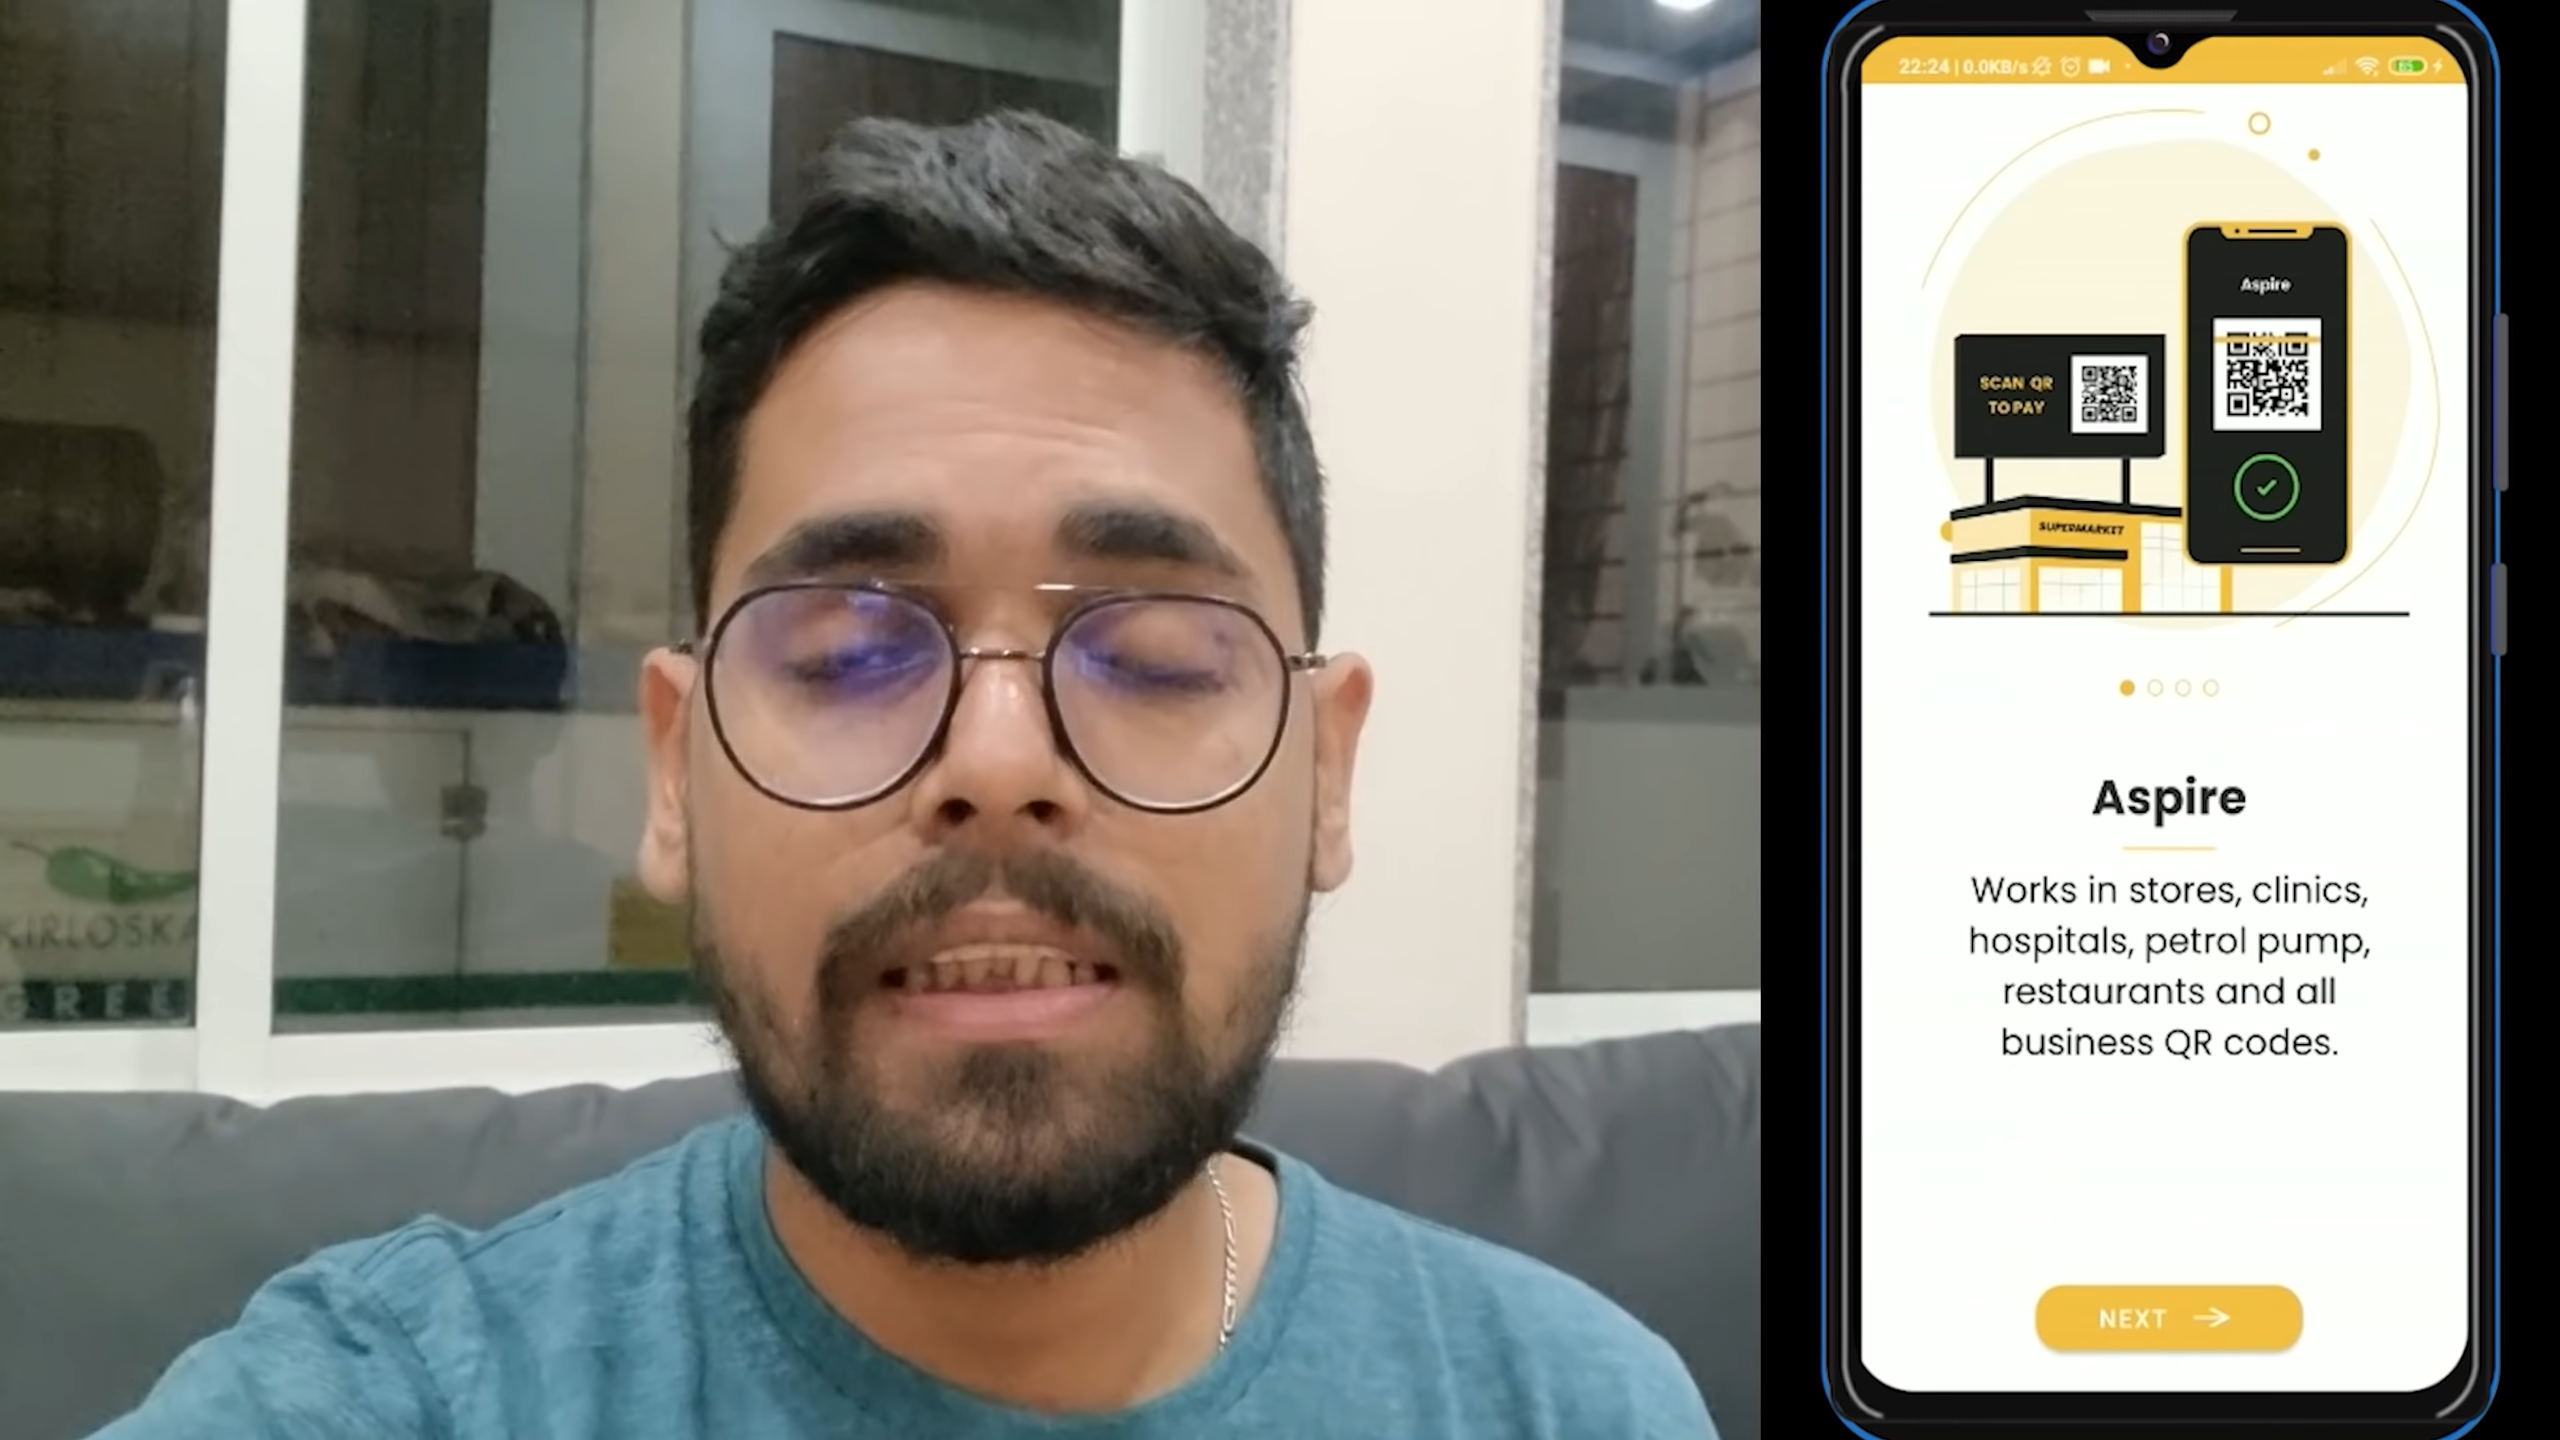 KIRLOSKA
GREE
22:24 | 0.0KB/s
Aspire
SCAN QR
TO PAY
SUPERMARKET
Aspire
Works in stores, clinics,
hospitals, petrol pump,
restaurants and all
business QR codes.
NEXT